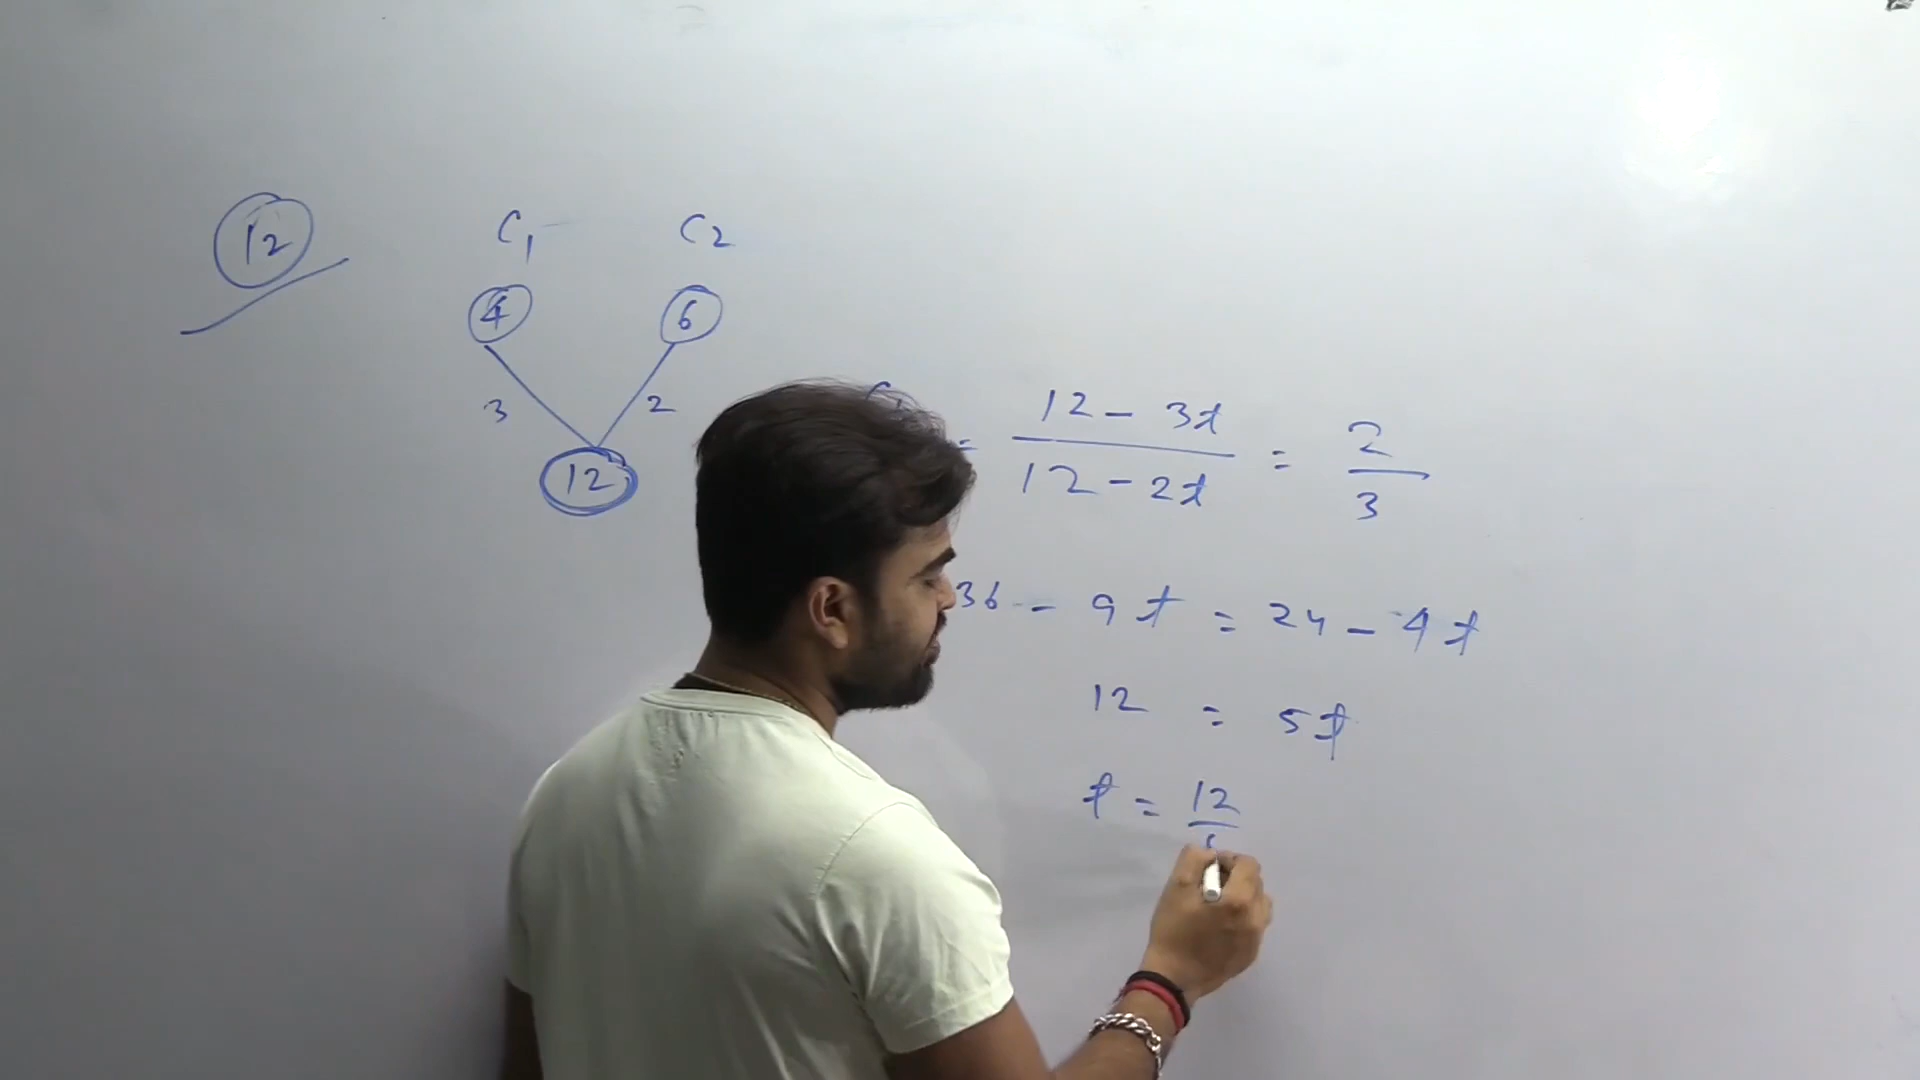 12
C1 C2
4 6
3 2
12
= 12 - 3t / 12 - 2t = 2 / 3
36 - 9t = 24 - 4t
12 = 5t
t = 12